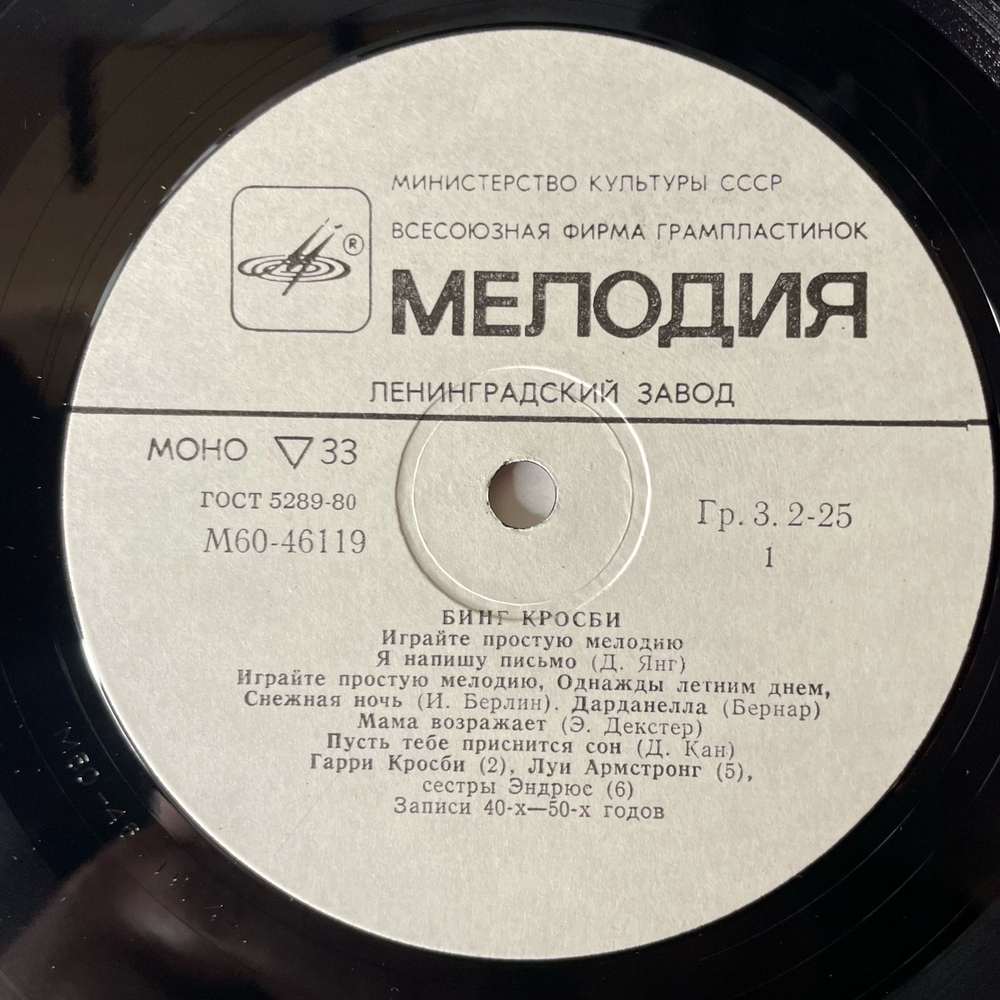 МИНИСТЕРСТВО КУЛЬТУРЫ СССР
ВСЕСОЮЗНАЯ ФИРМА ГРАМПЛАСТИНОК
®
МЕЛОДИЯ
ЛЕНИНГРАДСКИЙ ЗАВОД
МОНО ▽33
ГОСТ 5289-80
М60-46119
Гр. 3. 2-25
1
БИНГ КРОСБИ
Играйте простую мелодию
Я напишу письмо (Д. Янг)
Играйте простую мелодию, Однажды летним днем,
Снежная ночь (И. Берлин). Дарданелла (Бернар)
Мама возражает (Э. Декстер)
Пусть тебе приснится сон (Д. Кан)
Гарри Кросби (2), Луи Армстронг (5),
сестры Эндрюс (6)
Записи 40-х—50-х годов